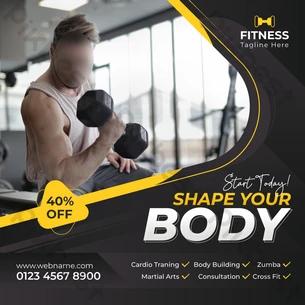 FITNESS
Tagline Here
Start Today!
SHAPE YOUR
BODY
40%
OFF
www.webname.com
0123 4567 8900
Cardio Traning
Body Building
Zumba
Martial Arts
Consultation
Cross Fit